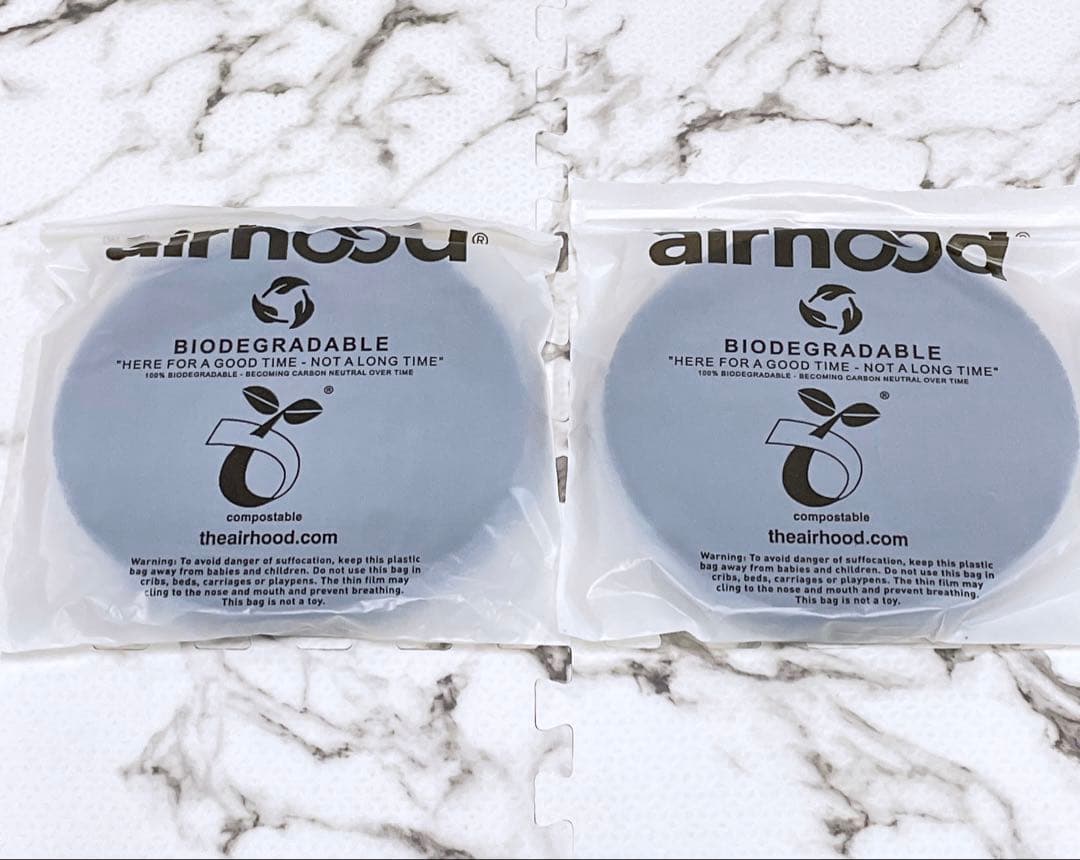 airhood®
BIODEGRADABLE
"HERE FOR A GOOD TIME - NOT A LONG TIME"
100% BIODEGRADABLE - BECOMING CARBON NEUTRAL OVER TIME
®
compostable
theairhood.com
Warning: To avoid danger of suffocation, keep this plastic
bag away from babies and children. Do not use this bag in
cribs, beds, carriages or playpens. The thin film may
cling to the nose and mouth and prevent breathing.
This bag is not a toy.
airhood®
BIODEGRADABLE
"HERE FOR A GOOD TIME - NOT A LONG TIME"
100% BIODEGRADABLE - BECOMING CARBON NEUTRAL OVER TIME
®
compostable
theairhood.com
Warning: To avoid danger of suffocation, keep this plastic
bag away from babies and children. Do not use this bag in
cribs, beds, carriages or playpens. The thin film may
cling to the nose and mouth and prevent breathing.
This bag is not a toy.